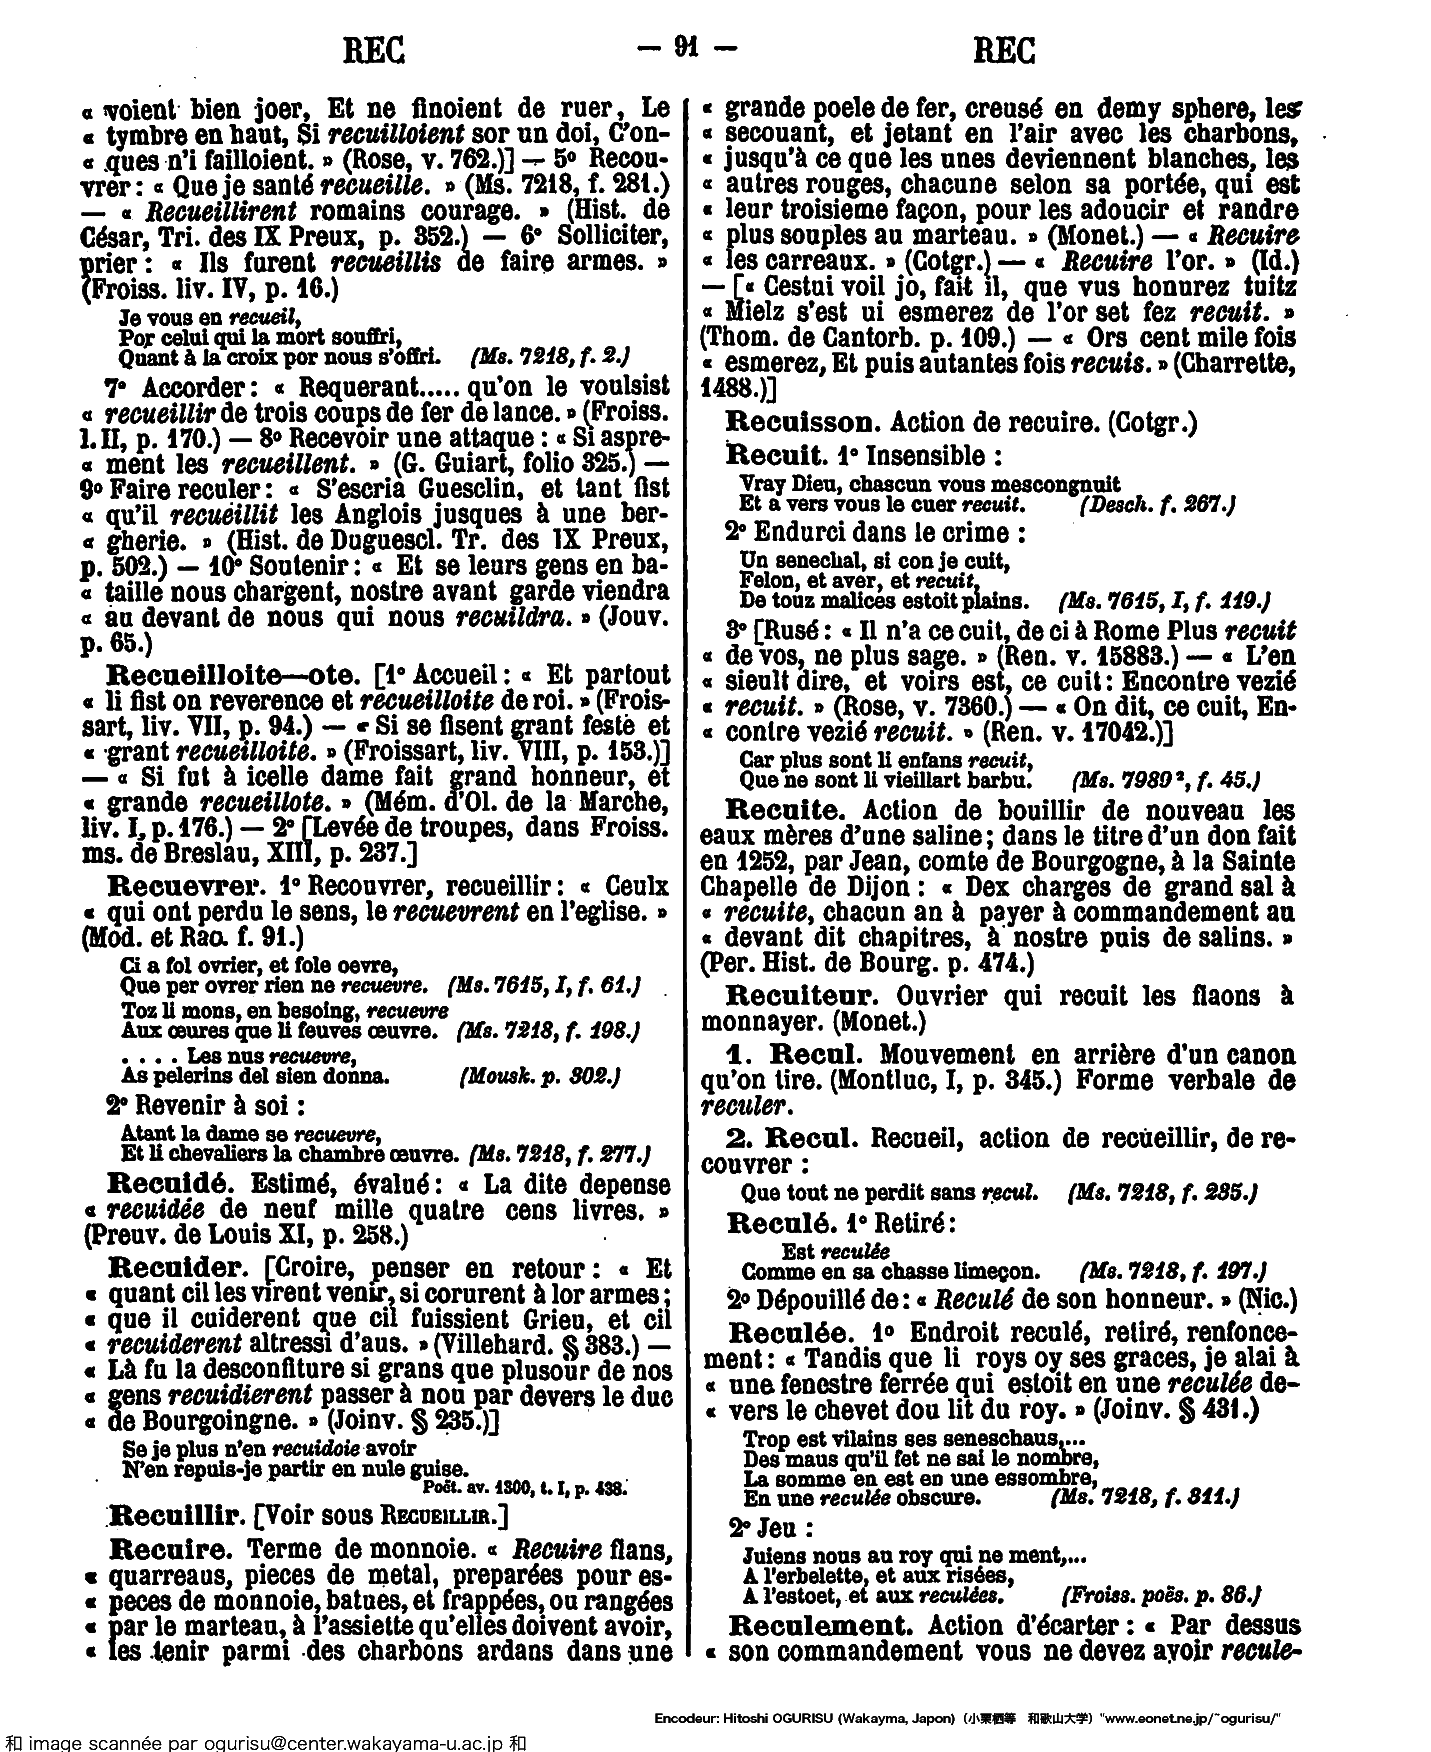 REC
— 91 —
REC
« voient bien joer, Et ne finoient de ruer, Le
« tymbre en haut, Si recuilloient sor un doi, C'on-
« ques n'i failloient. » (Rose, v. 762.)] — 5° Recou-
vrer : « Que je santé recueille. » (Ms. 7218, f. 281.)
— « Recueillirent romains courage. » (Hist. de
César, Tri. des IX Preux, p. 352.) — 6° Solliciter,
prier : « Ils furent recueillis de faire armes. »
(Froiss. liv. IV, p. 16.)
Je vous en recueil,
Por celui qui la mort souffri,
Quant à la croix por nous s'offri. (Ms. 7218, f. 2.)
7° Accorder : « Requerant..... qu'on le voulsist
« recueillir de trois coups de fer de lance. » (Froiss.
l. II, p. 170.) — 8° Recevoir une attaque : « Si aspre-
« ment les recueillent. » (G. Guiart, folio 325.) —
9° Faire reculer : « S'escria Guesclin, et tant fist
« qu'il recueillit les Anglois jusques à une ber-
« gherie. » (Hist. de Duguescl. Tr. des IX Preux,
p. 502.) — 10° Soutenir : « Et se leurs gens en ba-
« taille nous chargent, nostre avant garde viendra
« au devant de nous qui nous recuildra. » (Jouv.
p. 65.)
Recueilloite—ote. [1° Accueil : « Et partout
« li fist on reverence et recueilloite de roi. » (Frois-
sart, liv. VII, p. 94.) — « Si se fisent grant feste et
« grant recueilloite. » (Froissart, liv. VIII, p. 153.)]
— « Si fut à icelle dame fait grand honneur, et
« grande recueillote. » (Mém. d'Ol. de la Marche,
liv. I, p. 176.) — 2° [Levée de troupes, dans Froiss.
ms. de Breslau, XIII, p. 237.]
Recuevrer. 1° Recouvrer, recueillir : « Ceulx
« qui ont perdu le sens, le recuevrent en l'eglise. »
(Mod. et Rao. f. 91.)
Ci a fol ovrier, et fole oevre,
Que per ovrer rien ne recuevre. (Ms. 7615, I, f. 61.)
Toz li mons, en besoing, recuevre
Aux œures que li feuves œuvre. (Ms. 7218, f. 198.)
. . . . Les nus recuevre,
As pelerins del sien donna. (Mousk. p. 302.)
2° Revenir à soi :
Atant la dame se recuevre,
Et li chevaliers la chambre œuvre. (Ms. 7218, f. 277.)
Recuidé. Estimé, évalué : « La dite depense
« recuidée de neuf mille quatre cens livres. »
(Preuv. de Louis XI, p. 258.)
Recuider. [Croire, penser en retour : « Et
« quant cil les virent venir, si corurent à lor armes ;
« que il cuiderent que cil fuissient Grieu, et cil
« recuiderent altressi d'aus. » (Villehard. § 383.) —
« Là fu la desconfiture si grans que plusour de nos
« gens recuidierent passer à nou par devers le duc
« de Bourgoingne. » (Joinv. § 235.)]
Se je plus n'en recuidoie avoir
N'en repuis-je partir en nule guise.
Poët. av. 1300, t. I, p. 438.
Recuillir. [Voir sous RECUEILLIR.]
Recuire. Terme de monnoie. « Recuire flans,
« quarreaus, pieces de metal, preparées pour es-
« peces de monnoie, batues, et frappées, ou rangées
« par le marteau, à l'assiette qu'elles doivent avoir,
« les tenir parmi des charbons ardans dans une
« grande poele de fer, creusé en demy sphere, les
« secouant, et jetant en l'air avec les charbons,
« jusqu'à ce que les unes deviennent blanches, les
« autres rouges, chacune selon sa portée, qui est
« leur troisieme façon, pour les adoucir et randre
« plus souples au marteau. » (Monet.) — « Recuire
« les carreaux. » (Cotgr.) — « Recuire l'or. » (Id.)
— [« Cestui voil jo, fait il, que vus honurez tuitz
« Mielz s'est ui esmerez de l'or set fez recuit. »
(Thom. de Cantorb. p. 109.) — « Ors cent mile fois
« esmerez, Et puis autantes fois recuis. » (Charrette,
1488.)]
Recuisson. Action de recuire. (Cotgr.)
Recuit. 1° Insensible :
Vray Dieu, chascun vous mescongnuit
Et a vers vous le cuer recuit. (Desch. f. 267.)
2° Endurci dans le crime :
Un senechal, si con je cuit,
Felon, et aver, et recuit,
De touz malices estoit plains. (Ms. 7615, I, f. 119.)
3° [Rusé : « Il n'a ce cuit, de ci à Rome Plus recuit
« de vos, ne plus sage. » (Ren. v. 15883.) — « L'en
« sieult dire, et voirs est, ce cuit : Encontre vezié
« recuit. » (Rose, v. 7360.) — « On dit, ce cuit, En-
« contre vezié recuit. » (Ren. v. 17042.)]
Car plus sont li enfans recuit,
Que ne sont li vieillart barbu. (Ms. 7989², f. 45.)
Recuite. Action de bouillir de nouveau les
eaux mères d'une saline ; dans le titre d'un don fait
en 1252, par Jean, comte de Bourgogne, à la Sainte
Chapelle de Dijon : « Dex charges de grand sal à
« recuite, chacun an à payer à commandement au
« devant dit chapitres, à nostre puis de salins. »
(Per. Hist. de Bourg. p. 474.)
Recuiteur. Ouvrier qui recuit les flaons à
monnayer. (Monet.)
1. Recul. Mouvement en arrière d'un canon
qu'on tire. (Montluc, I, p. 345.) Forme verbale de
reculer.
2. Recul. Recueil, action de recueillir, de re-
couvrer :
Que tout ne perdit sans recul. (Ms. 7218, f. 285.)
Reculé. 1° Retiré :
Est reculée
Comme en sa chasse limeçon. (Ms. 7218, f. 197.)
2° Dépouillé de : « Reculé de son honneur. » (Nic.)
Reculée. 1° Endroit reculé, retiré, renfonce-
ment : « Tandis que li roys oy ses graces, je alai à
« une fenestre ferrée qui estoit en une reculée de-
« vers le chevet dou lit du roy. » (Joinv. § 431.)
Trop est vilains ses seneschaus,...
Des maus qu'il fet ne sai le nombre,
La somme en est en une essombre,
En une reculée obscure. (Ms. 7218, f. 311.)
2° Jeu :
Juiens nous au roy qui ne ment,...
A l'erbelette, et aux risées,
A l'estoet, et aux reculées. (Froiss. poës. p. 86.)
Reculement. Action d'écarter : « Par dessus
« son commandement vous ne devez avoir recule-
Encodeur: Hitoshi OGURISU (Wakayma, Japon) (小栗栖等 和歌山大学) "www.eonet.ne.jp/~ogurisu/"
和 image scannée par ogurisu@center.wakayama-u.ac.jp 和